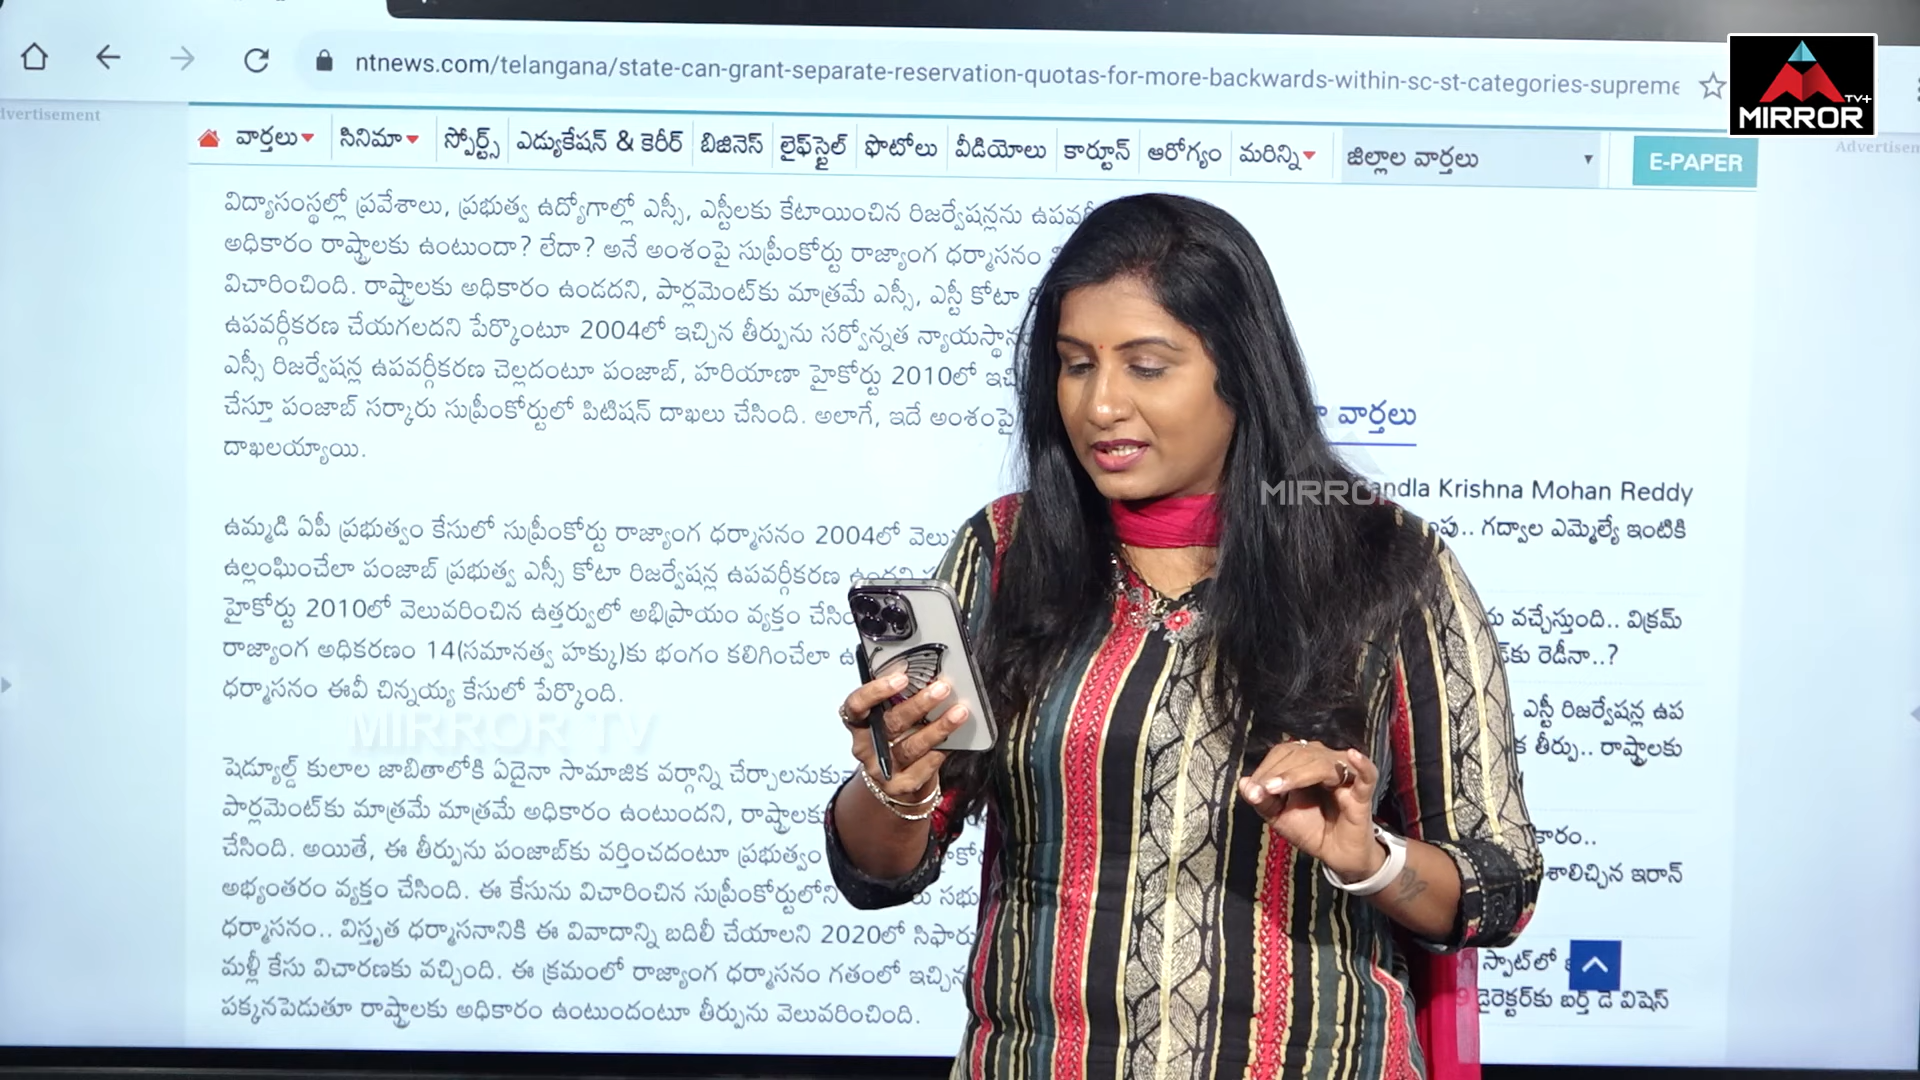 ntnews.com/telangana/state-can-grant-separate-reservation-quotas-for-more-backwards-within-sc-st-categories-supreme
MIRROR TV+
Advertisement
వార్తలు సినిమా స్పోర్ట్స్ ఎడ్యుకేషన్ & కెరీర్ బిజినెస్ లైఫ్‌స్టైల్ ఫొటోలు వీడియోలు కార్టూన్ ఆరోగ్యం మరిన్ని జిల్లాల వార్తలు E-PAPER
విద్యాసంస్థల్లో ప్రవేశాలు, ప్రభుత్వ ఉద్యోగాల్లో ఎస్సీ, ఎస్టీలకు కేటాయించిన రిజర్వేషన్లను
అధికారం రాష్ట్రాలకు ఉంటుందా? లేదా? అనే అంశంపై సుప్రీంకోర్టు రాజ్యాంగ ధర్మాసనం
విచారించింది. రాష్ట్రాలకు అధికారం ఉండదని, పార్లమెంట్‌కు మాత్రమే ఎస్సీ, ఎస్టీ కోటా
ఉపవర్గీకరణ చేయగలదని పేర్కొంటూ 2004లో ఇచ్చిన తీర్పును సర్వోన్నత
ఎస్సీ రిజర్వేషన్ల ఉపవర్గీకరణ చెల్లదంటూ పంజాబ్, హరియాణా హైకోర్టు 2010లో
చేస్తూ పంజాబ్ సర్కారు సుప్రీంకోర్టులో పిటిషన్ దాఖలు చేసింది. అలాగే, ఇదే అంశంపై
దాఖలయ్యాయి.
ఉమ్మడి ఏపీ ప్రభుత్వం కేసులో సుప్రీంకోర్టు రాజ్యాంగ ధర్మాసనం 2004లో
ఉల్లంఘించేలా పంజాబ్ ప్రభుత్వ ఎస్సీ కోటా రిజర్వేషన్ల ఉపవర్గీకరణ ఉందని
హైకోర్టు 2010లో వెలువరించిన ఉత్తర్వులో అభిప్రాయం వ్యక్తం
రాజ్యాంగ అధికరణం 14(సమానత్వ హక్కు)కు భంగం కలిగించేలా
ధర్మాసనం ఈవీ చిన్నయ్య కేసులో పేర్కొంది.
MIRROR TV
షెడ్యూల్డ్ కులాల జాబితాలోకి ఏదైనా సామాజిక వర్గాన్ని
పార్లమెంట్‌కు మాత్రమే మాత్రమే అధికారం ఉంటుందని,
చేసింది. అయితే, ఈ తీర్పును పంజాబ్‌కు వర్తించదంటూ ప్రభుత్వం
అభ్యంతరం వ్యక్తం చేసింది. ఈ కేసును విచారించిన సుప్రీంకోర్టులోని
ధర్మాసనం.. విస్తృత ధర్మాసనానికి ఈ వివాదాన్ని బదిలీ చేయాలని 2020లో
మళ్లీ కేసు విచారణకు వచ్చింది. ఈ క్రమంలో రాజ్యాంగ ధర్మాసనం గతంలో
పక్కనపెడుతూ రాష్ట్రాలకు అధికారం ఉంటుందంటూ తీర్పును వెలువరించింది.
వార్తలు
Krishna Mohan Reddy
గద్వాల ఎమ్మెల్యే ఇంటికి
వచ్చేస్తుంది.. విక్రమ్
రెడీనా..?
ఎస్టీ రిజర్వేషన్ల ఉప
తీర్పు.. రాష్ట్రాలకు
ఇరాన్
స్పాట్‌లో
డైరెక్టర్‌కు బర్త్ డే విషెస్